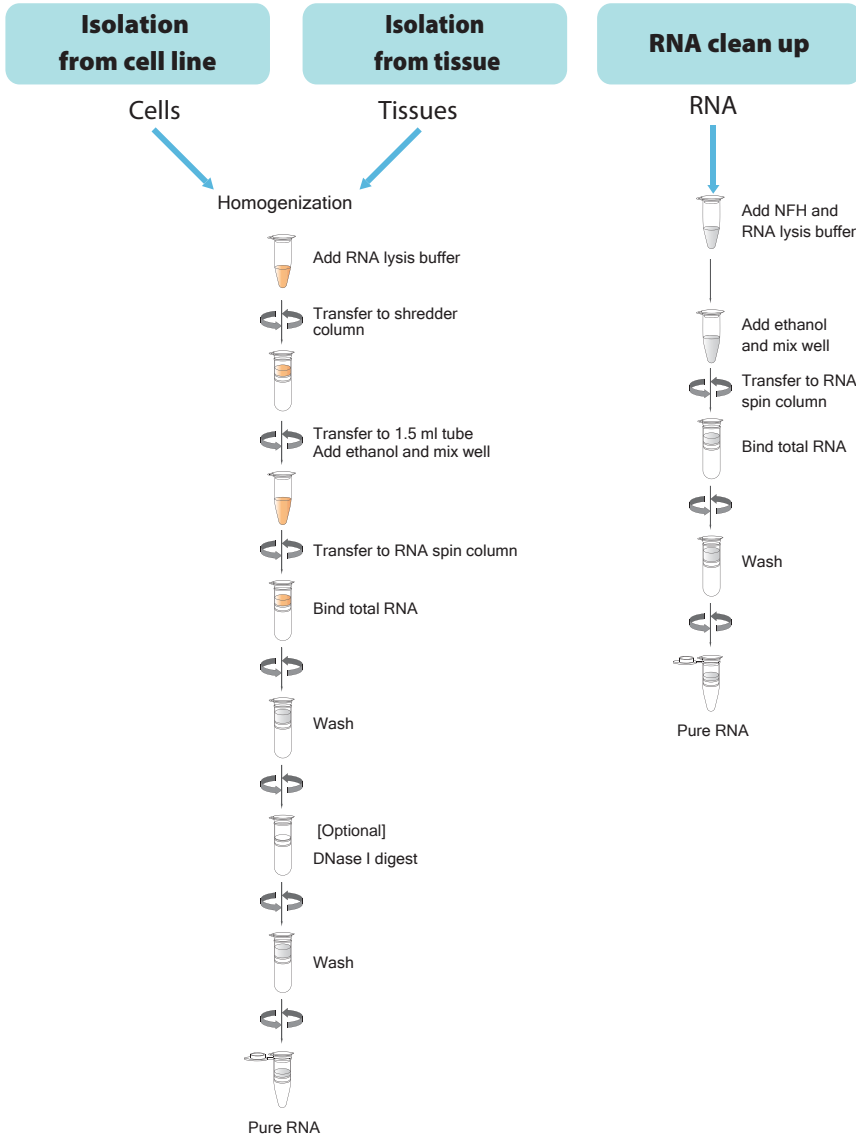 Isolation
from cell line
Isolation
from tissue
RNA clean up
Cells
Tissues
RNA
Homogenization
Add RNA lysis buffer
Transfer to shredder
column
Transfer to 1.5 ml tube
Add ethanol and mix well
Transfer to RNA spin column
Bind total RNA
Wash
[Optional]
DNase I digest
Wash
Pure RNA
Add NFH and
RNA lysis buffer
Add ethanol
and mix well
Transfer to RNA
spin column
Bind total RNA
Wash
Pure RNA